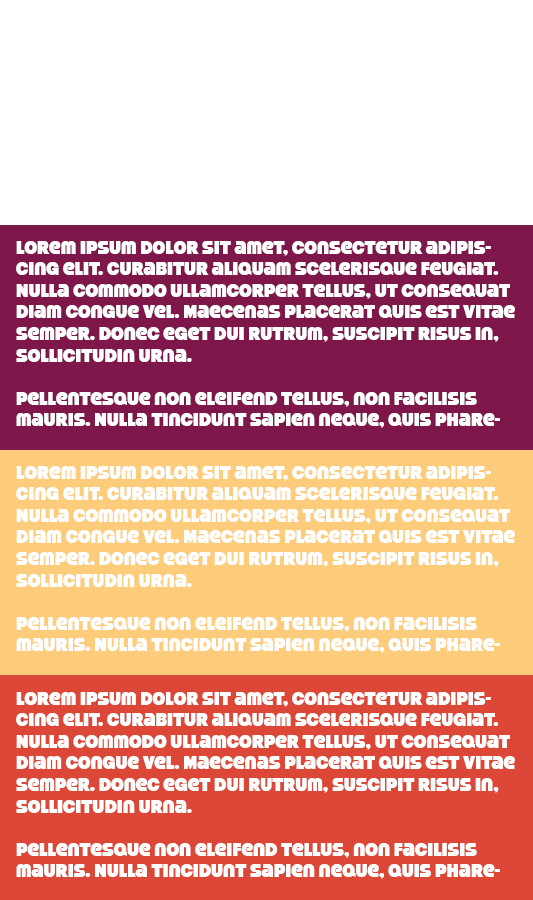 Lorem ipsum dolor sit amet, consectetur adipis-
cing elit. Curabitur aliquam scelerisque feugiat.
Nulla commodo ullamcorper tellus, ut consequat
diam congue vel. Maecenas placerat quis est vitae
semper. Donec eget dui rutrum, suscipit risus in,
sollicitudin urna.
Pellentesque non eleifend tellus, non facilisis
mauris. Nulla tincidunt sapien neque, quis phare-
Lorem ipsum dolor sit amet, consectetur adipis-
cing elit. Curabitur aliquam scelerisque feugiat.
Nulla commodo ullamcorper tellus, ut consequat
diam congue vel. Maecenas placerat quis est vitae
semper. Donec eget dui rutrum, suscipit risus in,
sollicitudin urna.
Pellentesque non eleifend tellus, non facilisis
mauris. Nulla tincidunt sapien neque, quis phare-
Lorem ipsum dolor sit amet, consectetur adipis-
cing elit. Curabitur aliquam scelerisque feugiat.
Nulla commodo ullamcorper tellus, ut consequat
diam congue vel. Maecenas placerat quis est vitae
semper. Donec eget dui rutrum, suscipit risus in,
sollicitudin urna.
Pellentesque non eleifend tellus, non facilisis
mauris. Nulla tincidunt sapien neque, quis phare-